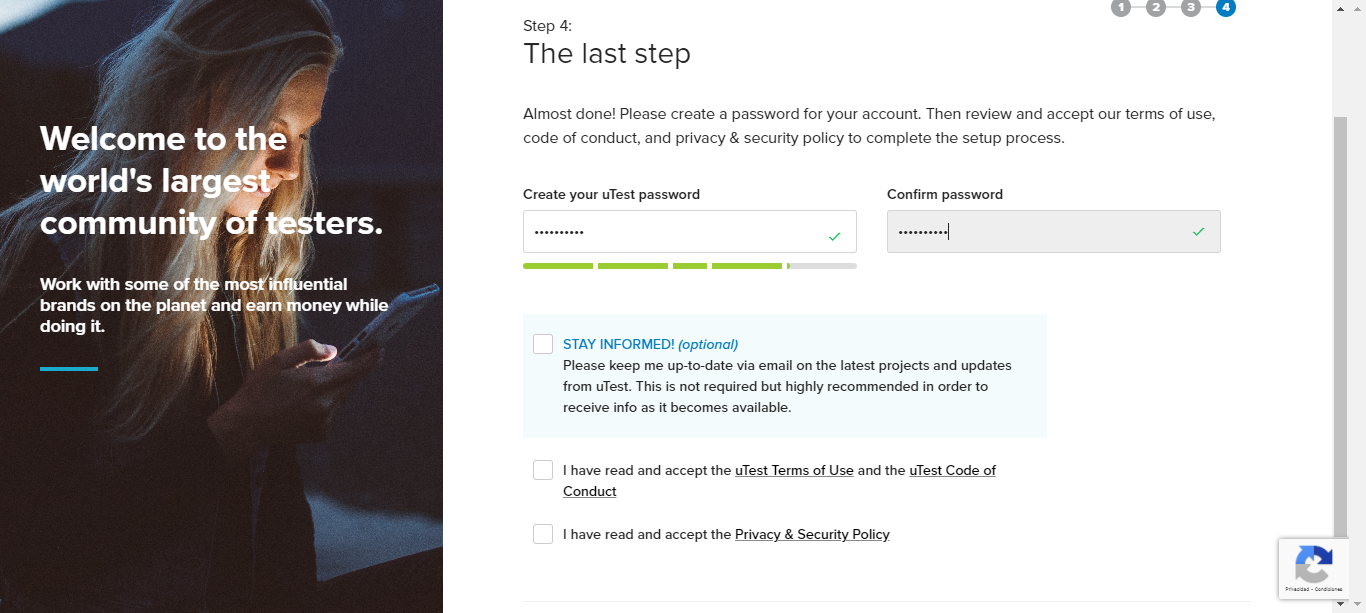 Welcome to the
world's largest
community of testers.
Work with some of the most influential
brands on the planet and earn money while
doing it.
1 2 3 4
Step 4:
The last step
Almost done! Please create a password for your account. Then review and accept our terms of use,
code of conduct, and privacy & security policy to complete the setup process.
Create your uTest password
Confirm password
••••••••••
••••••••••
STAY INFORMED! (optional)
Please keep me up-to-date via email on the latest projects and updates
from uTest. This is not required but highly recommended in order to
receive info as it becomes available.
I have read and accept the uTest Terms of Use and the uTest Code of
Conduct
I have read and accept the Privacy & Security Policy
Privacidad - Condiciones